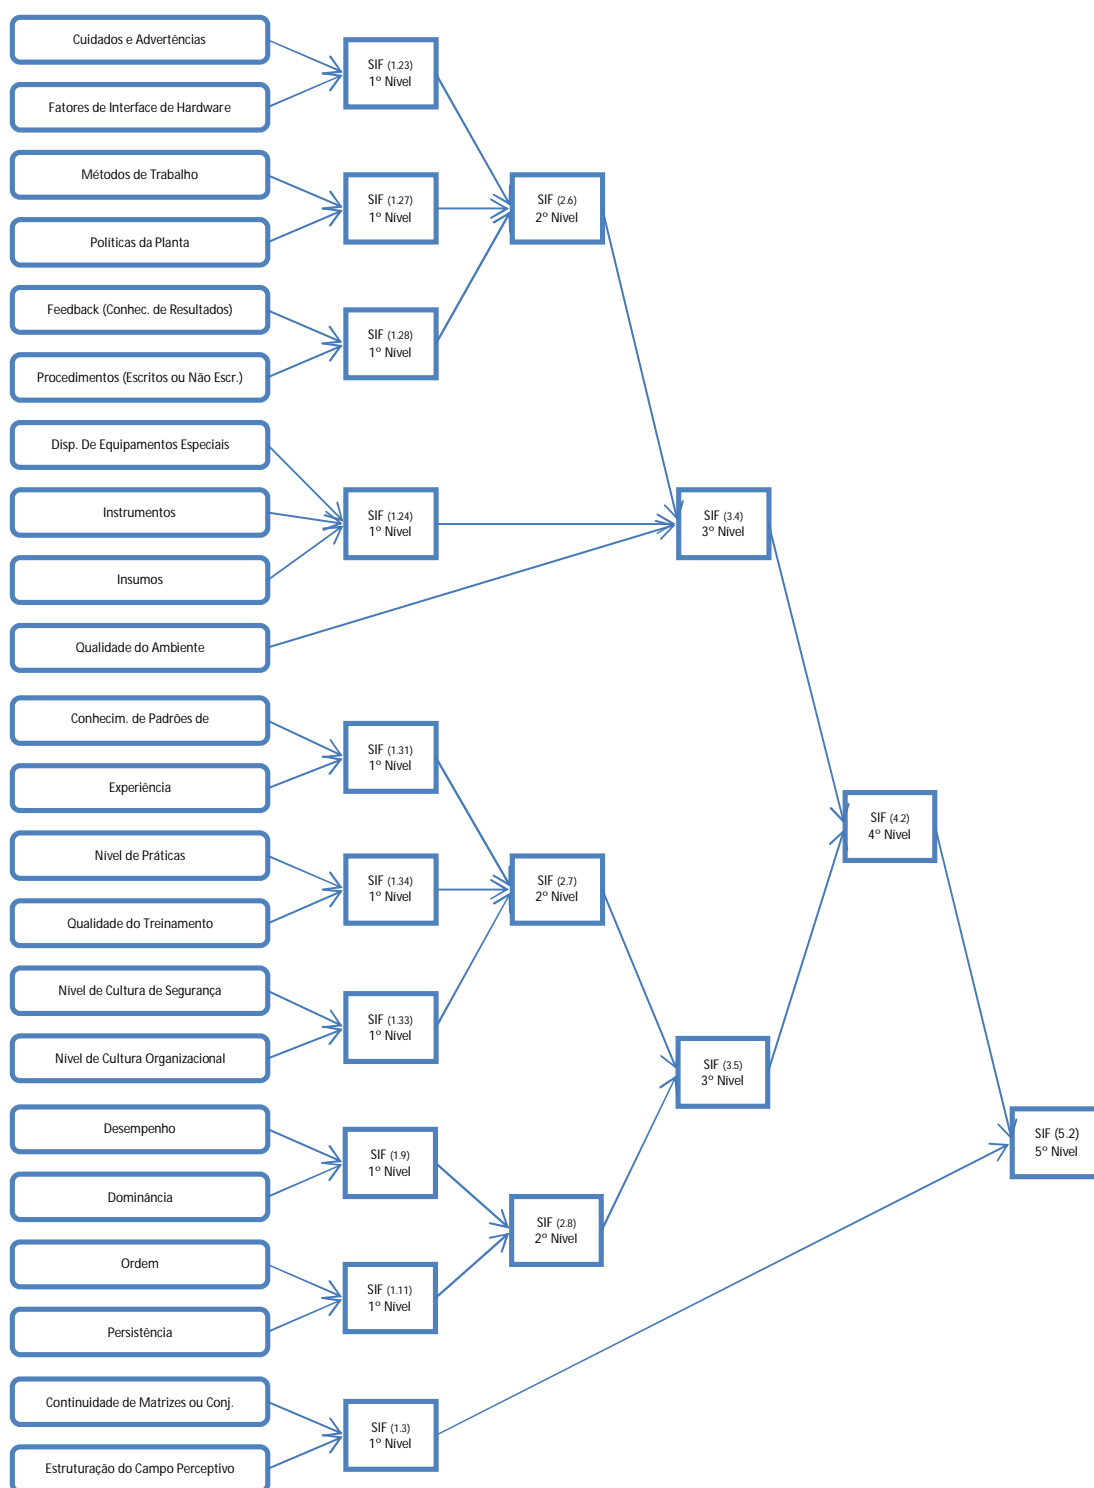 Cuidados e Advertências
SIF (1.23)
1º Nível
Fatores de Interface de Hardware
Métodos de Trabalho
SIF (1.27)
1º Nível
SIF (2.6)
2º Nível
Políticas da Planta
Feedback (Conhec. de Resultados)
SIF (1.28)
1º Nível
Procedimentos (Escritos ou Não Escr.)
Disp. De Equipamentos Especiais
Instrumentos
SIF (1.24)
1º Nível
SIF (3.4)
3º Nível
Insumos
Qualidade do Ambiente
Conhecim. de Padrões de
SIF (1.31)
1º Nível
Experiência
SIF (4.2)
4º Nível
Nível de Práticas
SIF (1.34)
1º Nível
SIF (2.7)
2º Nível
Qualidade do Treinamento
Nível de Cultura de Segurança
SIF (1.33)
1º Nível
Nível de Cultura Organizacional
SIF (3.5)
3º Nível
Desempenho
SIF (5.2)
5º Nível
SIF (1.9)
1º Nível
Dominância
SIF (2.8)
2º Nível
Ordem
SIF (1.11)
1º Nível
Persistência
Continuidade de Matrizes ou Conj.
SIF (1.3)
1º Nível
Estruturação do Campo Perceptivo